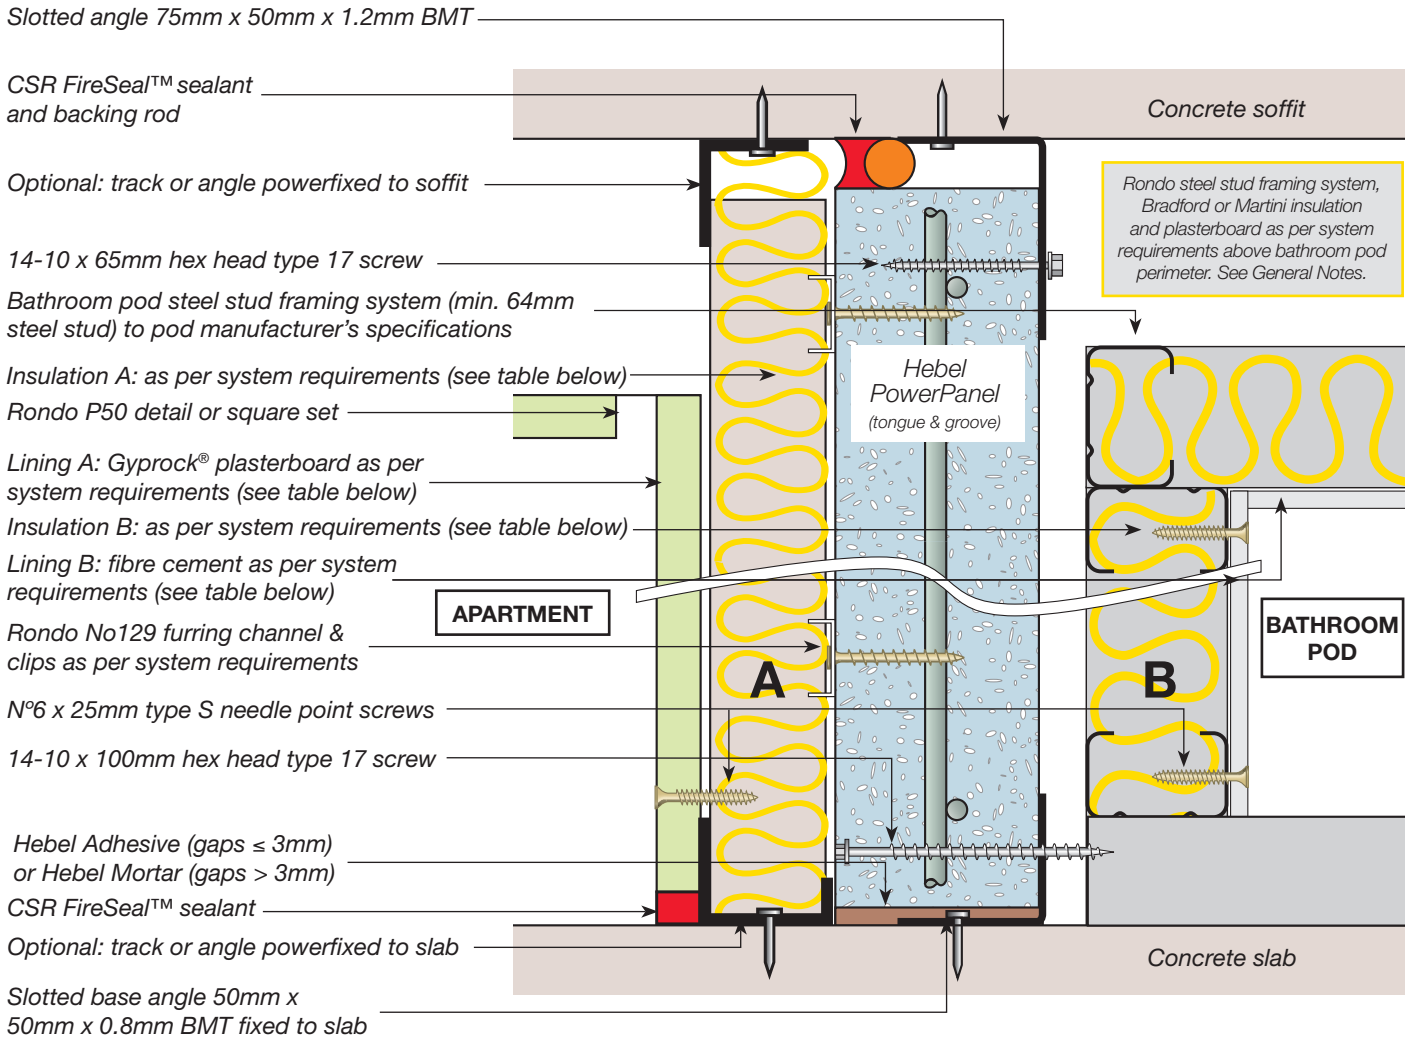 Slotted angle 75mm x 50mm x 1.2mm BMT
CSR FireSeal™ sealant
and backing rod
Concrete soffit
Optional: track or angle powerfixed to soffit
Rondo steel stud framing system,
Bradford or Martini insulation
and plasterboard as per system
requirements above bathroom pod
perimeter. See General Notes.
14-10 x 65mm hex head type 17 screw
Bathroom pod steel stud framing system (min. 64mm
steel stud) to pod manufacturer's specifications
Hebel
PowerPanel
(tongue & groove)
Insulation A: as per system requirements (see table below)
Rondo P50 detail or square set
Lining A: Gyprock® plasterboard as per
system requirements (see table below)
Insulation B: as per system requirements (see table below)
Lining B: fibre cement as per system
requirements (see table below)
APARTMENT
BATHROOM
POD
Rondo No129 furring channel &
clips as per system requirements
A
B
Nº6 x 25mm type S needle point screws
14-10 x 100mm hex head type 17 screw
Hebel Adhesive (gaps ≤ 3mm)
or Hebel Mortar (gaps > 3mm)
CSR FireSeal™ sealant
Optional: track or angle powerfixed to slab
Concrete slab
Slotted base angle 50mm x
50mm x 0.8mm BMT fixed to slab